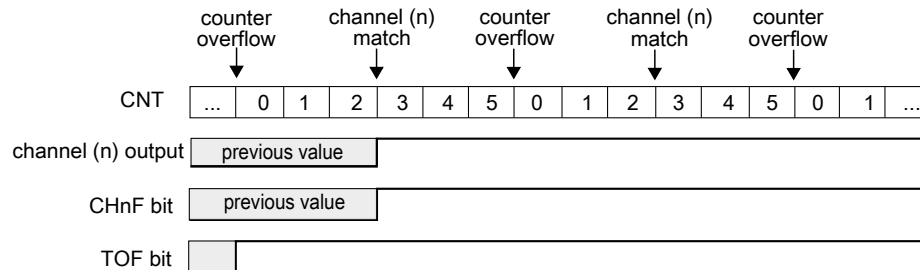 counter overflow channel (n) match counter overflow channel (n) match counter overflow
CNT ... 0 1 2 3 4 5 0 1 2 3 4 5 0 1 ...
channel (n) output previous value
CHnF bit previous value
TOF bit